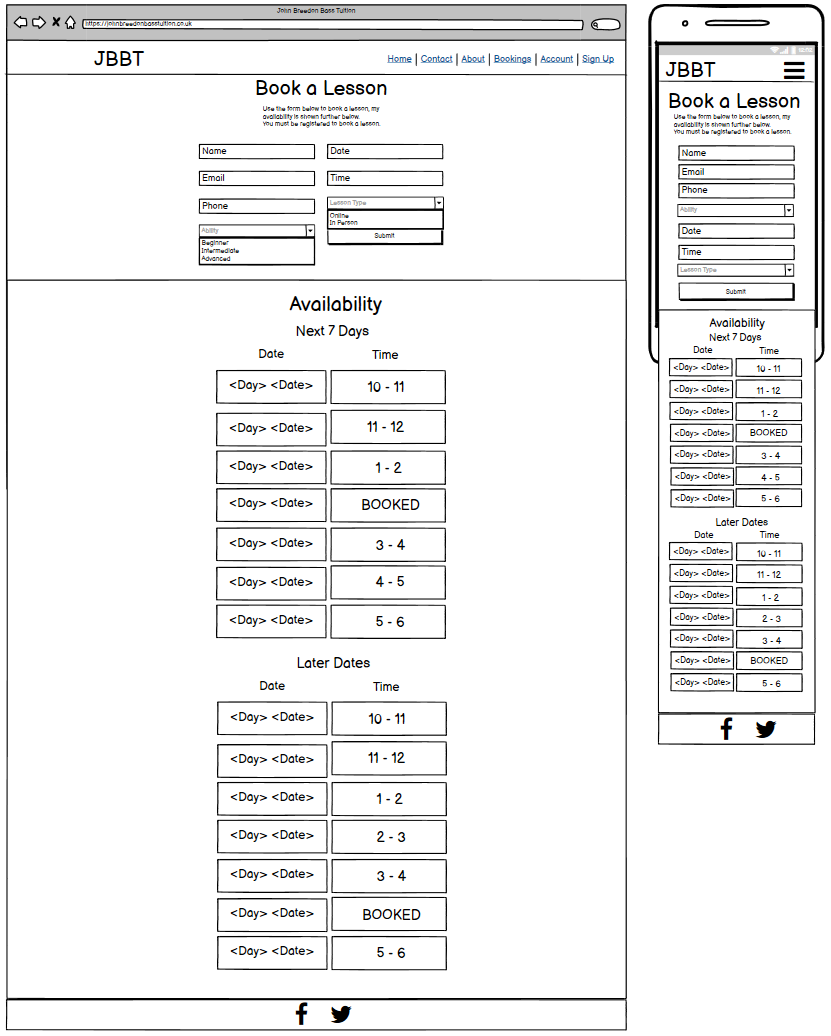 John Breedon Bass Tuition
https://johnbreedonbasstuition.co.uk
JBBT
Home | Contact | About | Bookings | Account | Sign Up
Book a Lesson
Use the form below to book a lesson, my
availability is shown further below.
You must be registered to book a lesson.
Name
Date
Email
Time
Phone
Lesson Type
Online
In Person
Ability
Submit
Beginner
Intermediate
Advanced
Availability
Next 7 Days
Date Time
<Day> <Date> 10 - 11
<Day> <Date> 11 - 12
<Day> <Date> 1 - 2
<Day> <Date> BOOKED
<Day> <Date> 3 - 4
<Day> <Date> 4 - 5
<Day> <Date> 5 - 6
Later Dates
Date Time
<Day> <Date> 10 - 11
<Day> <Date> 11 - 12
<Day> <Date> 1 - 2
<Day> <Date> 2 - 3
<Day> <Date> 3 - 4
<Day> <Date> BOOKED
<Day> <Date> 5 - 6
JBBT
Book a Lesson
Use the form below to book a lesson, my
availability is shown further below.
You must be registered to book a lesson.
Name
Email
Phone
Ability
Date
Time
Lesson Type
Submit
Availability
Next 7 Days
Date Time
<Day> <Date> 10 - 11
<Day> <Date> 11 - 12
<Day> <Date> 1 - 2
<Day> <Date> BOOKED
<Day> <Date> 3 - 4
<Day> <Date> 4 - 5
<Day> <Date> 5 - 6
Later Dates
Date Time
<Day> <Date> 10 - 11
<Day> <Date> 11 - 12
<Day> <Date> 1 - 2
<Day> <Date> 2 - 3
<Day> <Date> 3 - 4
<Day> <Date> BOOKED
<Day> <Date> 5 - 6